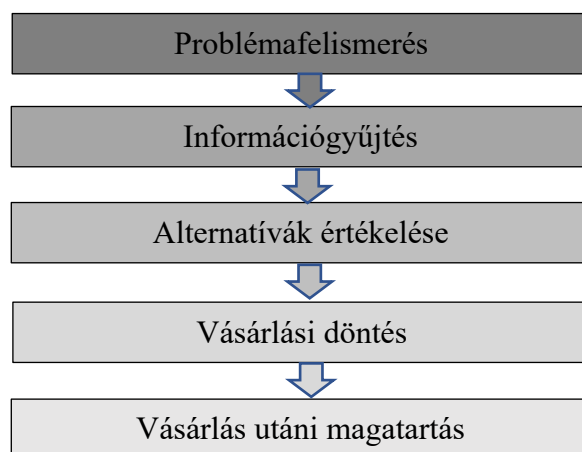 Problémafelismerés
Információgyűjtés
Alternatívák értékelése
Vásárlási döntés
Vásárlás utáni magatartás